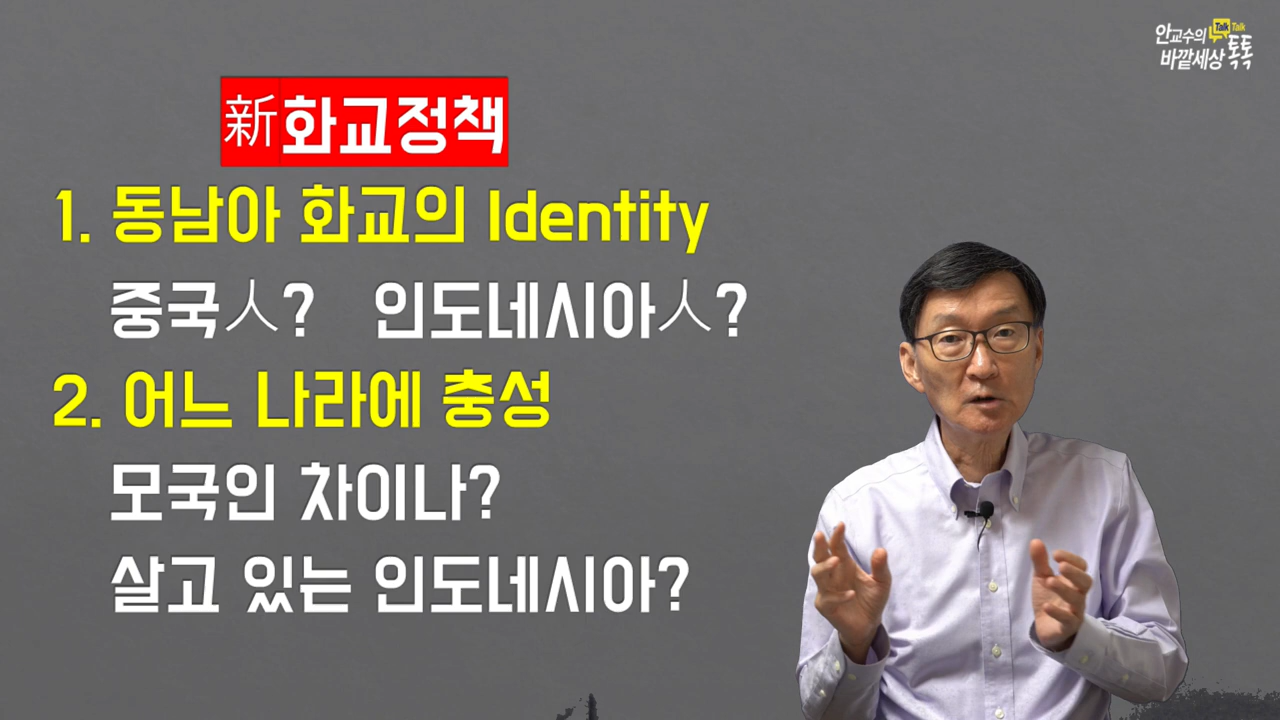 안교수의 Talk Talk
바깥세상 톡톡
新화교정책
1. 동남아 화교의 Identity
중국人? 인도네시아人?
2. 어느 나라에 충성
모국인 차이나?
살고 있는 인도네시아?